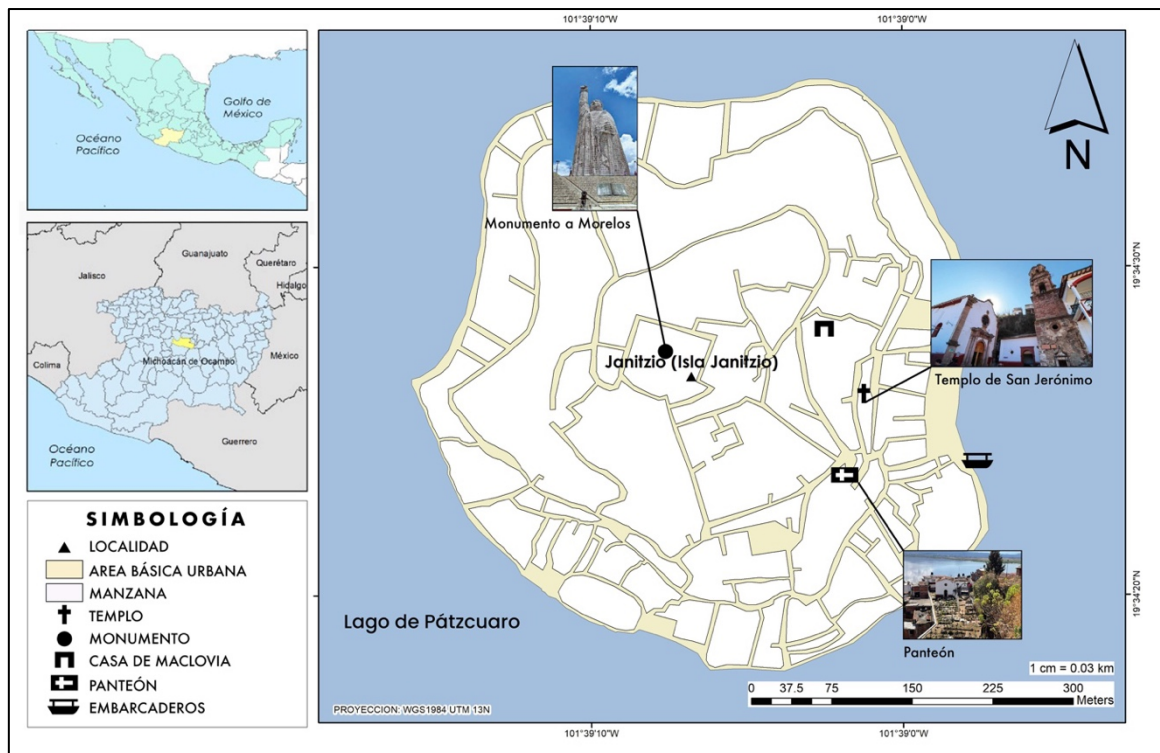 Golfo de
México
Océano
Pacífico
Guanajuato
Querétaro
Jalisco
Hidalgo
Michoacán de Ocampo
México
Colima
Guerrero
Océano
Pacífico
SIMBOLOGÍA
LOCALIDAD
AREA BÁSICA URBANA
MANZANA
TEMPLO
MONUMENTO
CASA DE MACLOVIA
PANTEÓN
EMBARCADEROS
101°39'10"W
101°39'0"W
N
Monumento a Morelos
19°34'30"N
Janitzio (Isla Janitzio)
Templo de San Jerónimo
19°34'20"N
Lago de Pátzcuaro
Panteón
1 cm = 0.03 km
0 37.5 75 150 225 300
Meters
PROYECCION: WGS1984 UTM 13N
101°39'10"W
101°39'0"W